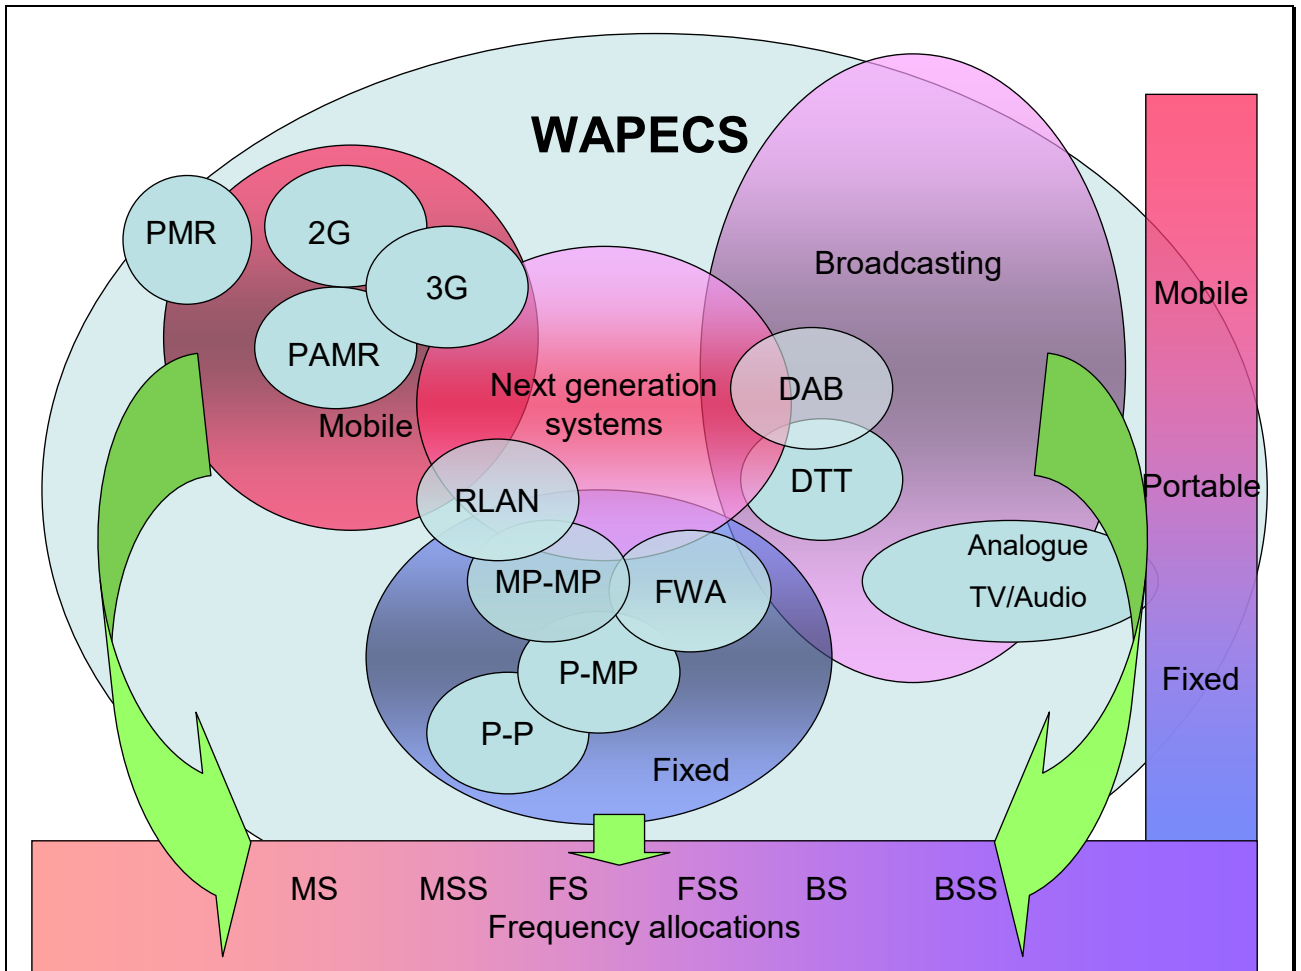 WAPECS
PMR
2G
3G
PAMR
Mobile
Next generation
systems
Broadcasting
DAB
DTT
Analogue
TV/Audio
RLAN
MP-MP
FWA
P-MP
P-P
Fixed
Mobile
Portable
Fixed
MS MSS FS FSS BS BSS
Frequency allocations